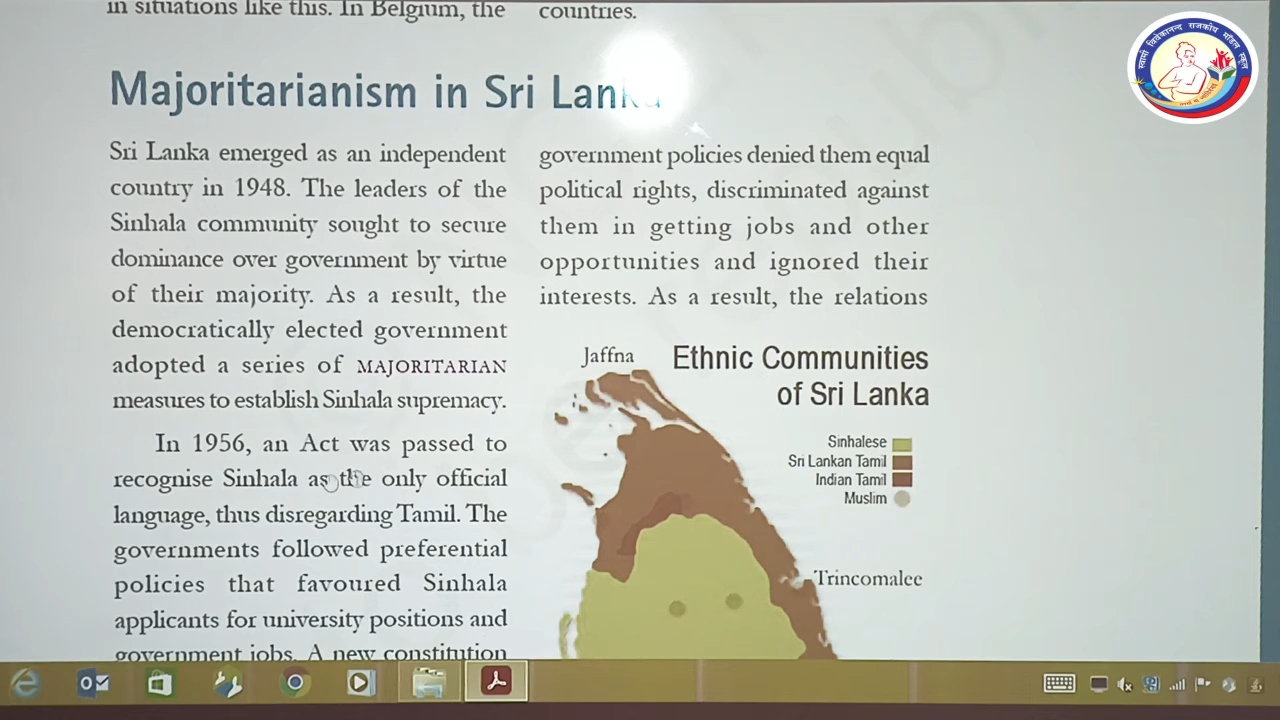 in situations like this. In Belgium, the
countries.
Majoritarianism in Sri Lanka
Sri Lanka emerged as an independent
country in 1948. The leaders of the
Sinhala community sought to secure
dominance over government by virtue
of their majority. As a result, the
democratically elected government
adopted a series of MAJORITARIAN
measures to establish Sinhala supremacy.
In 1956, an Act was passed to
recognise Sinhala as the only official
language, thus disregarding Tamil. The
governments followed preferential
policies that favoured Sinhala
applicants for university positions and
government jobs. A new constitution
government policies denied them equal
political rights, discriminated against
them in getting jobs and other
opportunities and ignored their
interests. As a result, the relations
Jaffna
Ethnic Communities
of Sri Lanka
Sinhalese
Sri Lankan Tamil
Indian Tamil
Muslim
Trincomalee
स्वामी विवेकानन्द राजकीय मॉडल स्कूल